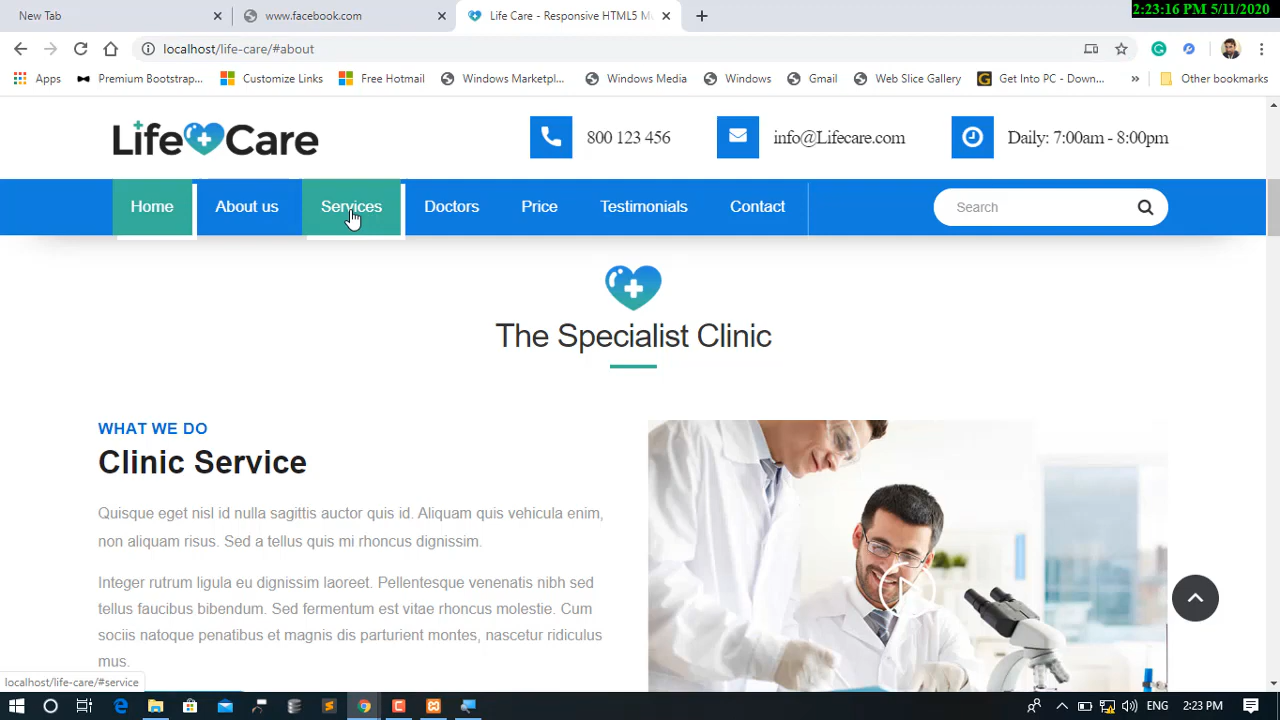 2:23:16 PM 5/11/2020
New Tab
www.facebook.com
Life Care - Responsive HTML5 M
localhost/life-care/#about
Apps
Premium Bootstrap...
Customize Links
Free Hotmail
Windows Marketpl...
Windows Media
Windows
Gmail
Web Slice Gallery
Get Into PC - Down...
»
Other bookmarks
Life Care
800 123 456
info@Lifecare.com
Daily: 7:00am - 8:00pm
Home
About us
Services
Doctors
Price
Testimonials
Contact
Search
The Specialist Clinic
WHAT WE DO
Clinic Service
Quisque eget nisl id nulla sagittis auctor quis id. Aliquam quis vehicula enim,
non aliquam risus. Sed a tellus quis mi rhoncus dignissim.
Integer rutrum ligula eu dignissim laoreet. Pellentesque venenatis nibh sed
tellus faucibus bibendum. Sed fermentum est vitae rhoncus molestie. Cum
sociis natoque penatibus et magnis dis parturient montes, nascetur ridiculus
mus.
localhost/life-care/#service
ENG
2:23 PM